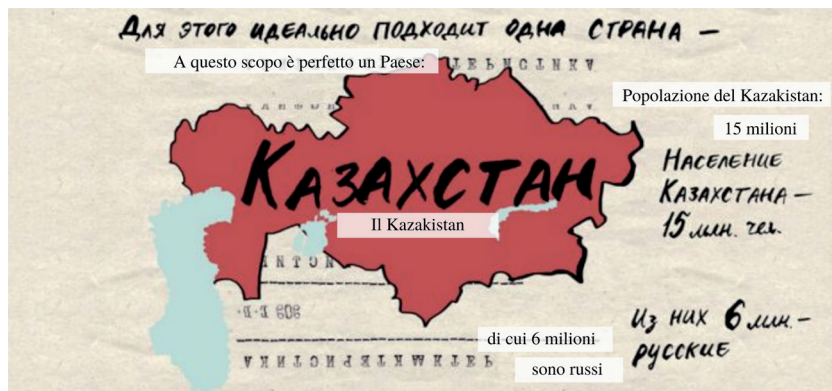 Для этого идеально подходит одна страна —
A questo scopo è perfetto un Paese:
Казахстан
Il Kazakistan
Popolazione del Kazakistan:
15 milioni
Население
Казахстана —
15 млн. чел.
Из них 6 млн. —
русские
di cui 6 milioni
sono russi